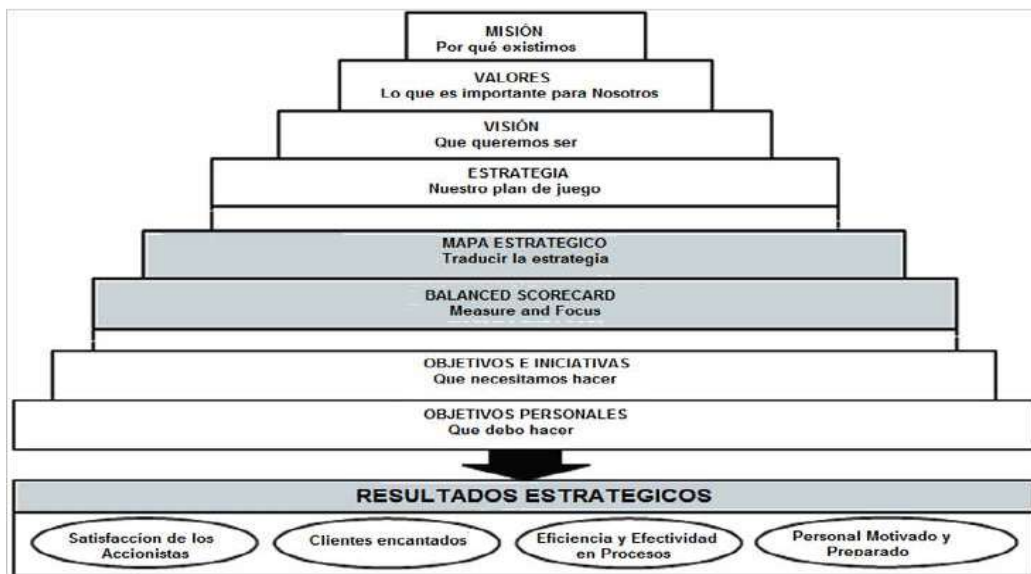 MISIÓN
Por qué existimos
VALORES
Lo que es importante para Nosotros
VISIÓN
Que queremos ser
ESTRATEGIA
Nuestro plan de juego
MAPA ESTRATEGICO
Traducir la estrategia
BALANCED SCORECARD
Measure and Focus
OBJETIVOS E INICIATIVAS
Que necesitamos hacer
OBJETIVOS PERSONALES
Que debo hacer
RESULTADOS ESTRATEGICOS
Satisfaccion de los
Accionistas
Clientes encantados
Eficiencia y Efectividad
en Procesos
Personal Motivado y
Preparado